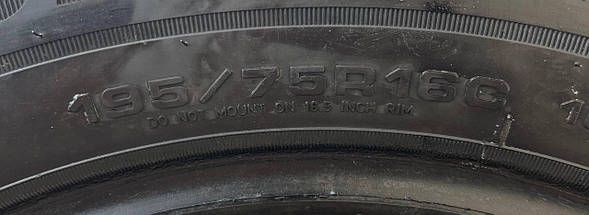 195/75R16C
DO NOT MOUNT ON 16.5 INCH RIM